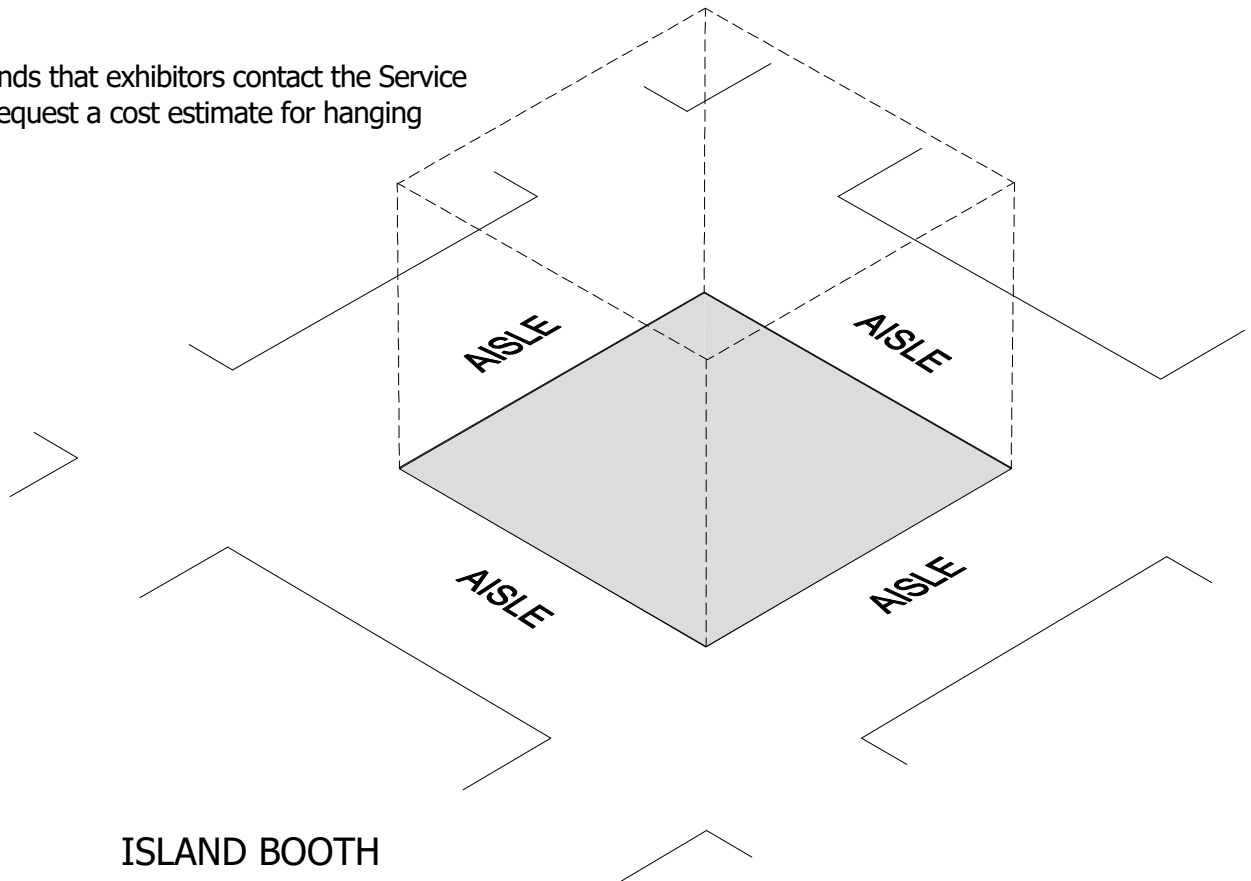 nds that exhibitors contact the Service
equest a cost estimate for hanging
AISLE
AISLE
AISLE
AISLE
ISLAND BOOTH